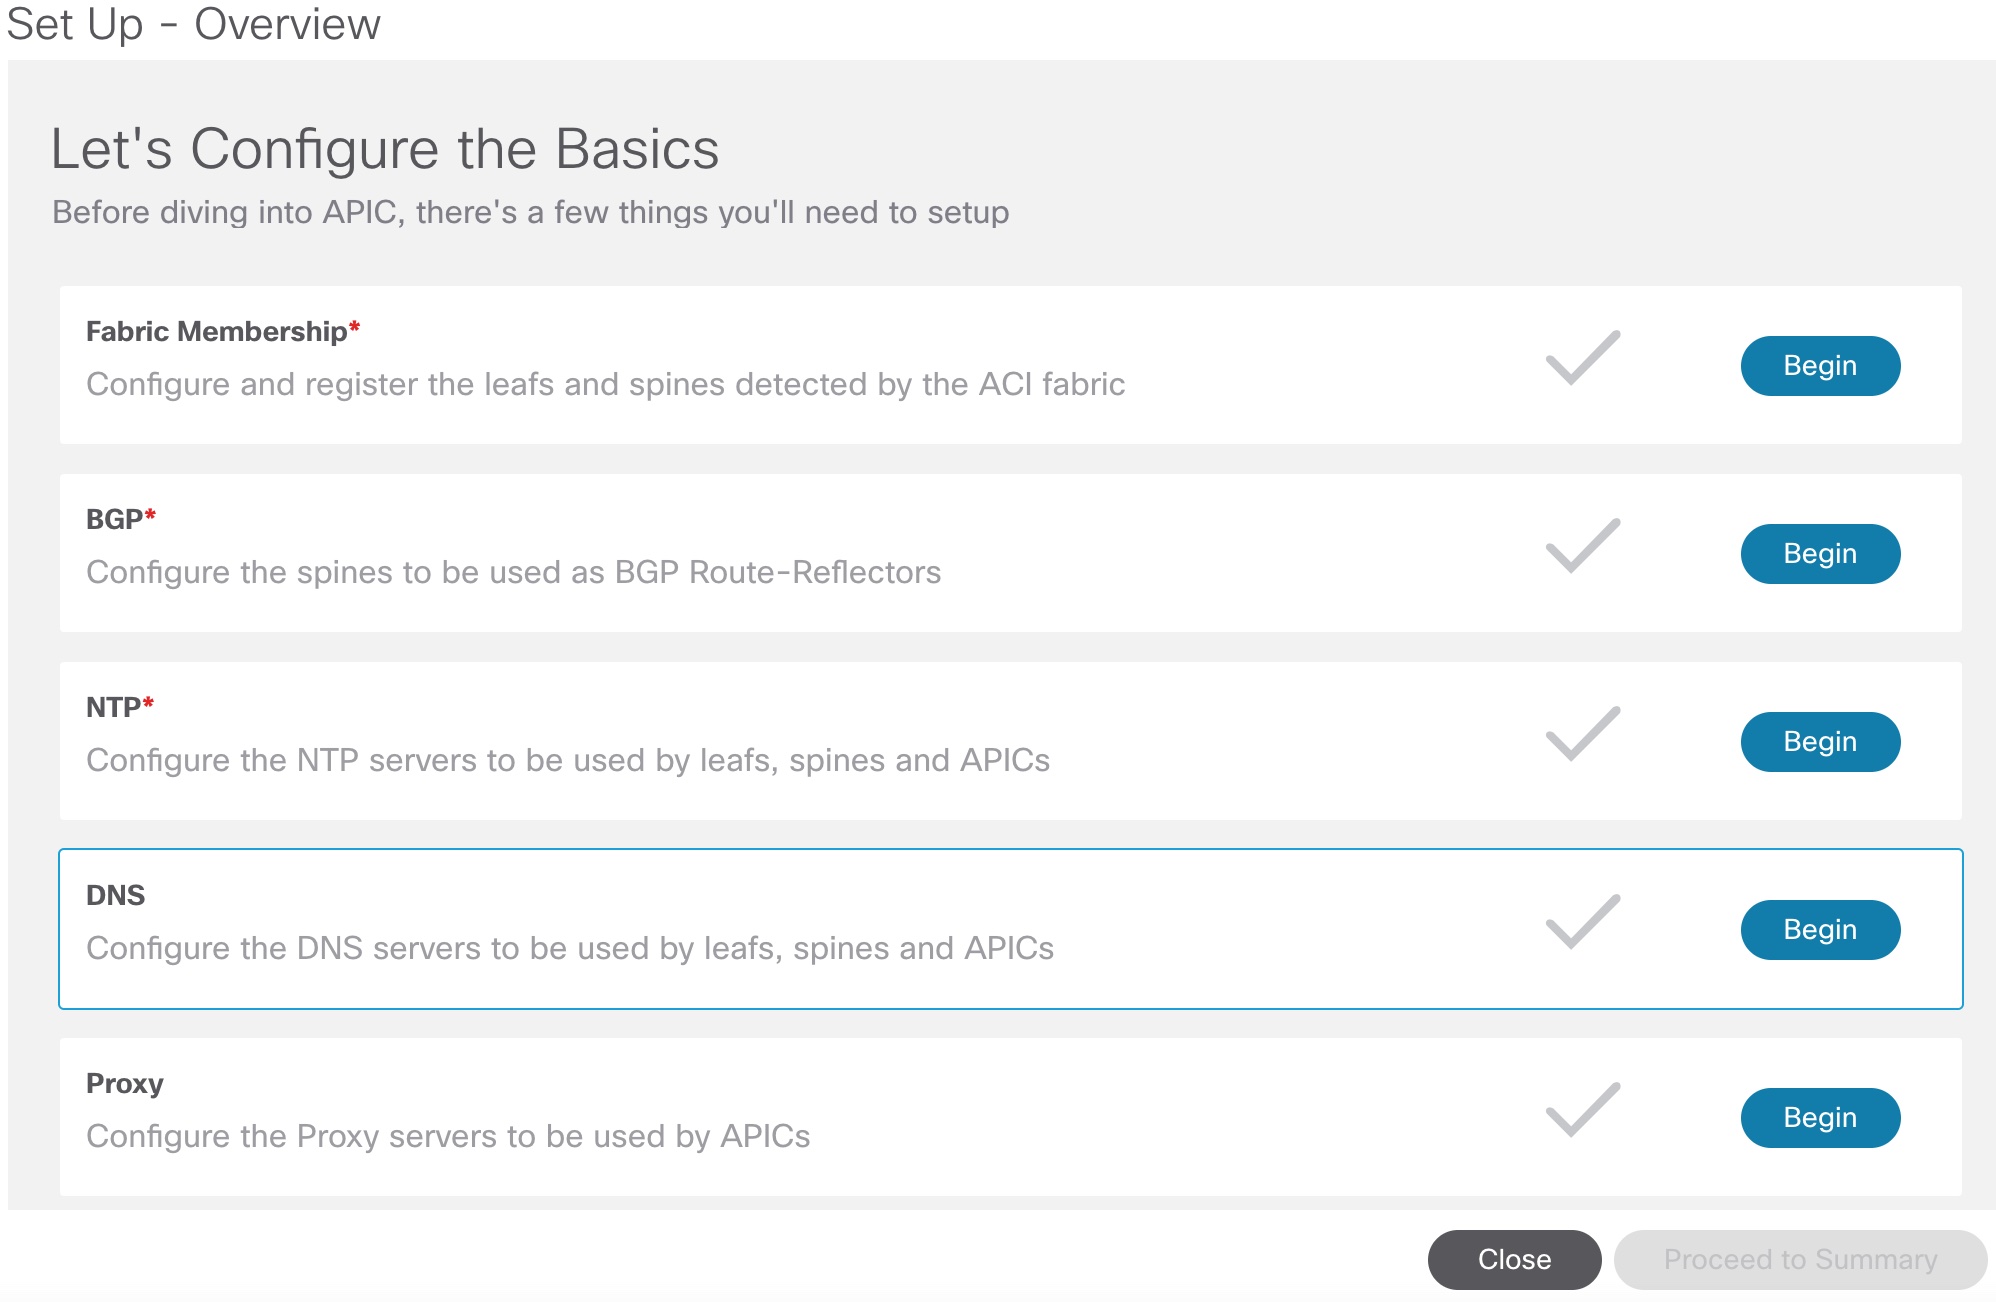 Set Up - Overview
Let's Configure the Basics
Before diving into APIC, there's a few things you'll need to setup
Fabric Membership*
Configure and register the leafs and spines detected by the ACI fabric
Begin
BGP*
Configure the spines to be used as BGP Route-Reflectors
Begin
NTP*
Configure the NTP servers to be used by leafs, spines and APICs
Begin
DNS
Configure the DNS servers to be used by leafs, spines and APICs
Begin
Proxy
Configure the Proxy servers to be used by APICs
Begin
Close
Proceed to Summary